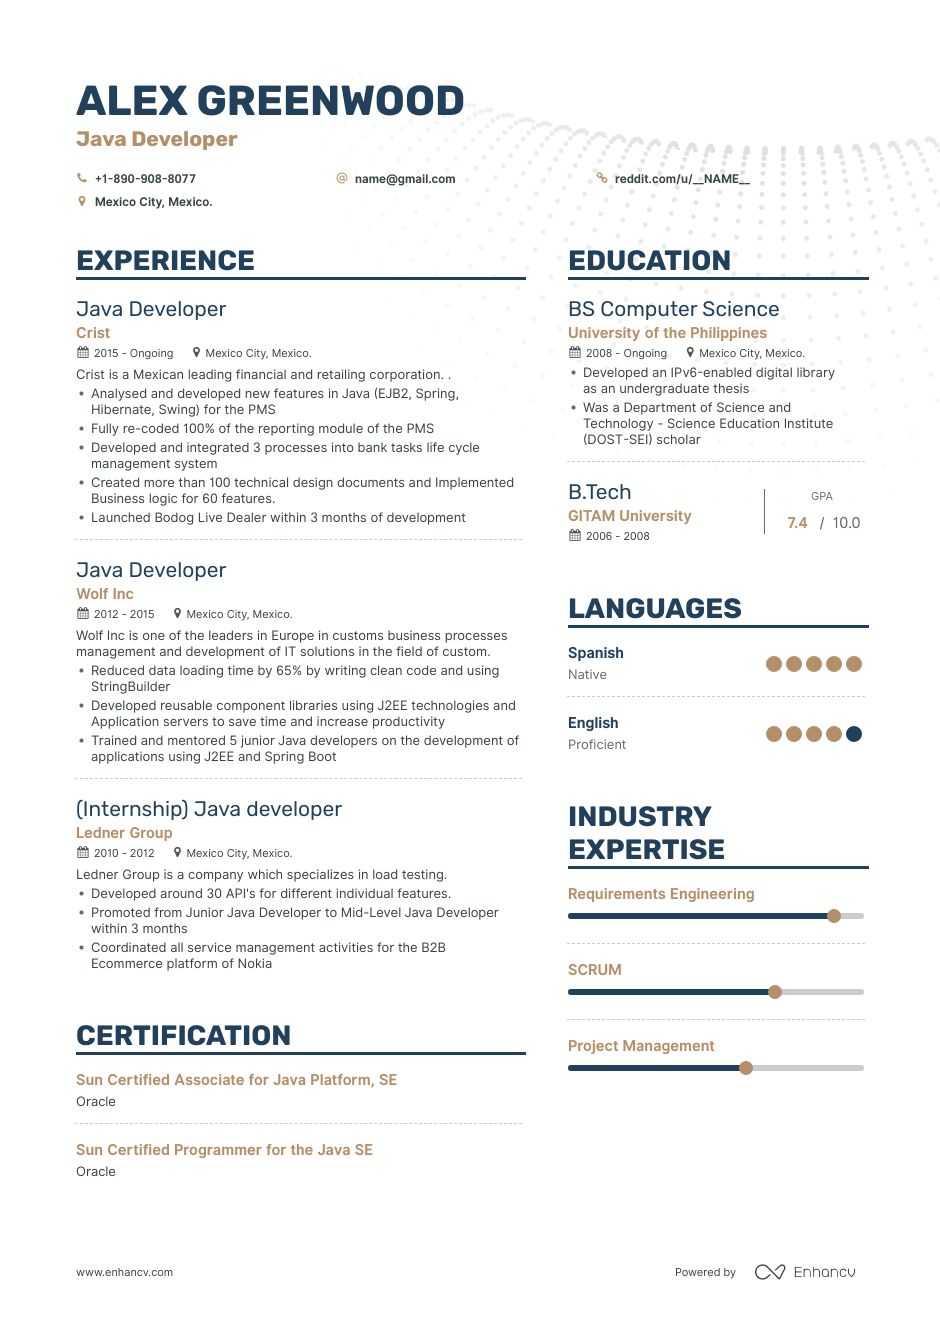 ALEX GREENWOOD
Java Developer
+1-890-908-8077
name@gmail.com
reddit.com/u/__NAME__
Mexico City, Mexico.
EXPERIENCE
Java Developer
Crist
2015 - Ongoing
Mexico City, Mexico.
Crist is a Mexican leading financial and retailing corporation. .
• Analysed and developed new features in Java (EJB2, Spring,
Hibernate, Swing) for the PMS
• Fully re-coded 100% of the reporting module of the PMS
• Developed and integrated 3 processes into bank tasks life cycle
management system
• Created more than 100 technical design documents and Implemented
Business logic for 60 features.
• Launched Bodog Live Dealer within 3 months of development
Java Developer
Wolf Inc
2012 - 2015
Mexico City, Mexico.
Wolf Inc is one of the leaders in Europe in customs business processes
management and development of IT solutions in the field of custom.
• Reduced data loading time by 65% by writing clean code and using
StringBuilder
• Developed reusable component libraries using J2EE technologies and
Application servers to save time and increase productivity
• Trained and mentored 5 junior Java developers on the development of
applications using J2EE and Spring Boot
(Internship) Java developer
Ledner Group
2010 - 2012
Mexico City, Mexico.
Ledner Group is a company which specializes in load testing.
• Developed around 30 API's for different individual features.
• Promoted from Junior Java Developer to Mid-Level Java Developer
within 3 months
• Coordinated all service management activities for the B2B
Ecommerce platform of Nokia
CERTIFICATION
Sun Certified Associate for Java Platform, SE
Oracle
Sun Certified Programmer for the Java SE
Oracle
EDUCATION
BS Computer Science
University of the Philippines
2008 - Ongoing
Mexico City, Mexico.
• Developed an IPv6-enabled digital library
as an undergraduate thesis
• Was a Department of Science and
Technology - Science Education Institute
(DOST-SEI) scholar
B.Tech
GITAM University
2006 - 2008
GPA
7.4 / 10.0
LANGUAGES
Spanish
Native
English
Proficient
INDUSTRY
EXPERTISE
Requirements Engineering
SCRUM
Project Management
www.enhancv.com
Powered by
Enhancv